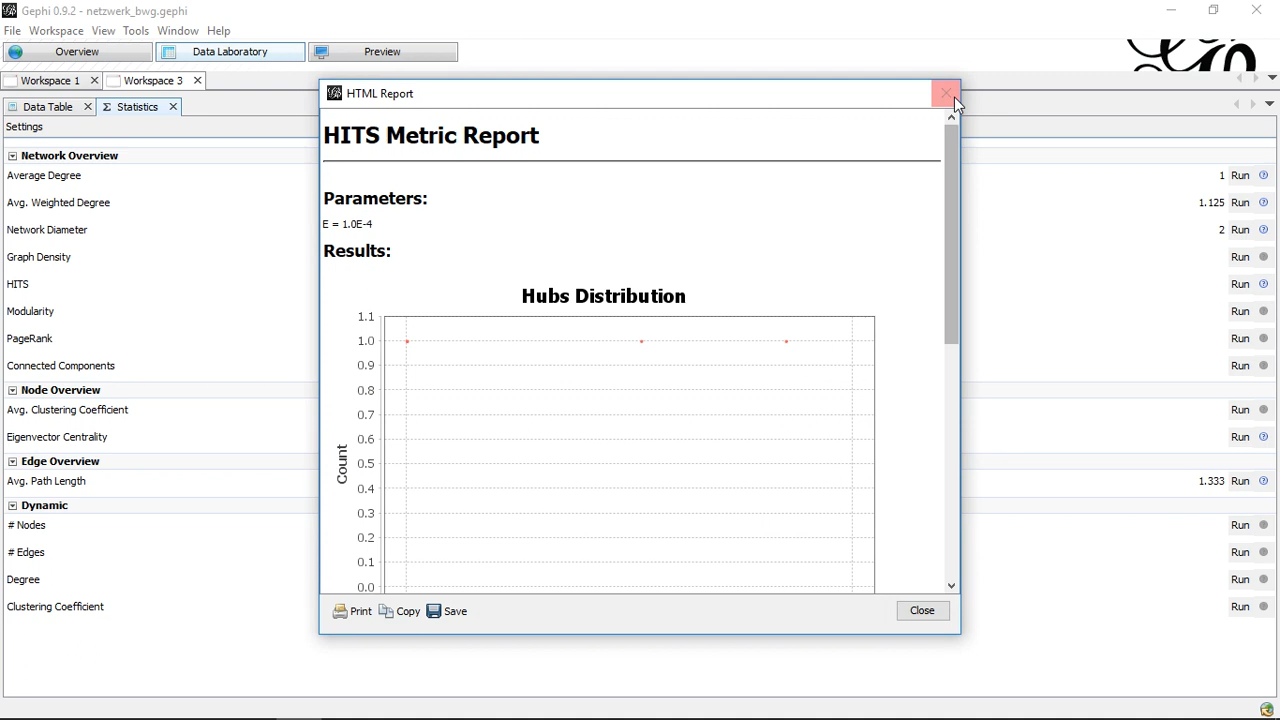 Gephi 0.9.2 - netzwerk_bwg.gephi
File Workspace View Tools Window Help
Overview Data Laboratory Preview
Workspace 1 Workspace 3
Data Table Σ Statistics
Settings
Network Overview
Average Degree 1 Run
Avg. Weighted Degree 1.125 Run
Network Diameter 2 Run
Graph Density Run
HITS Run
Modularity Run
PageRank Run
Connected Components Run
Node Overview
Avg. Clustering Coefficient Run
Eigenvector Centrality Run
Edge Overview
Avg. Path Length 1.333 Run
Dynamic
# Nodes Run
# Edges Run
Degree Run
Clustering Coefficient Run
HTML Report
HITS Metric Report
Parameters:
E = 1.0E-4
Results:
Hubs Distribution
1.1
1.0
0.9
0.8
0.7
0.6
0.5
0.4
0.3
0.2
0.1
0.0
Count
Print Copy Save Close